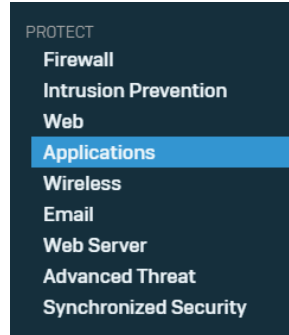 PROTECT
Firewall
Intrusion Prevention
Web
Applications
Wireless
Email
Web Server
Advanced Threat
Synchronized Security